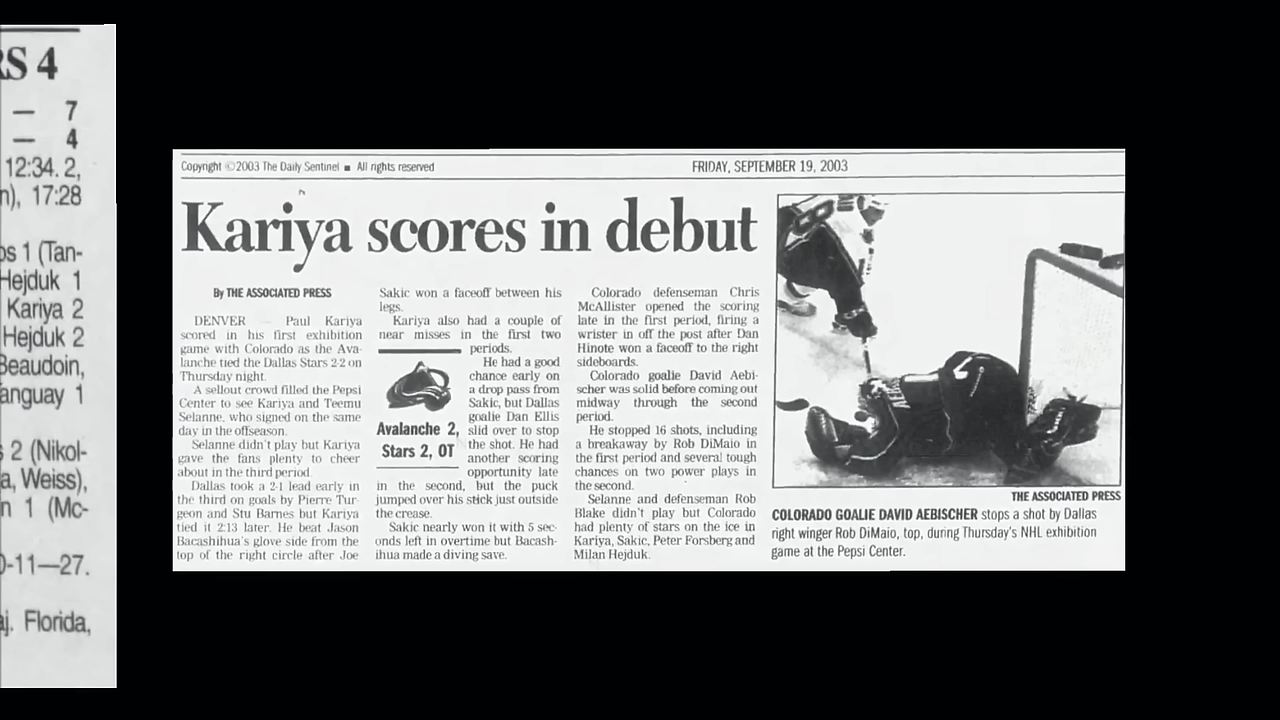 RS 4
— 7
— 4
12:34. 2,
n), 17:28
os 1 (Tan-
Hejduk 1
Kariya 2
Hejduk 2
Beaudoin,
anguay 1
s 2 (Nikol-
a, Weiss),
n 1 (Mc-
0-11—27.
aj. Florida,
Copyright ©2003 The Daily Sentinel ■ All rights reserved
FRIDAY, SEPTEMBER 19, 2003
Kariya scores in debut
By THE ASSOCIATED PRESS
DENVER — Paul Kariya
scored in his first exhibition
game with Colorado as the Ava-
lanche tied the Dallas Stars 2-2 on
Thursday night.
A sellout crowd filled the Pepsi
Center to see Kariya and Teemu
Selanne, who signed on the same
day in the offseason.
Selanne didn't play but Kariya
gave the fans plenty to cheer
about in the third period.
Dallas took a 2-1 lead early in
the third on goals by Pierre Tur-
geon and Stu Barnes but Kariya
tied it 2:13 later. He beat Jason
Bacashihua's glove side from the
top of the right circle after Joe
Sakic won a faceoff between his
legs.
Kariya also had a couple of
near misses in the first two
periods.
He had a good
chance early on
a drop pass from
Sakic, but Dallas
goalie Dan Ellis
slid over to stop
the shot. He had
another scoring
opportunity late
in the second, but the puck
jumped over his stick just outside
the crease.
Sakic nearly won it with 5 sec-
onds left in overtime but Bacash-
ihua made a diving save.
Avalanche 2,
Stars 2, OT
Colorado defenseman Chris
McAllister opened the scoring
late in the first period, firing a
wrister in off the post after Dan
Hinote won a faceoff to the right
sideboards.
Colorado goalie David Aebi-
scher was solid before coming out
midway through the second
period.
He stopped 16 shots, including
a breakaway by Rob DiMaio in
the first period and several tough
chances on two power plays in
the second.
Selanne and defenseman Rob
Blake didn't play but Colorado
had plenty of stars on the ice in
Kariya, Sakic, Peter Forsberg and
Milan Hejduk.
THE ASSOCIATED PRESS
COLORADO GOALIE DAVID AEBISCHER stops a shot by Dallas
right winger Rob DiMaio, top, during Thursday's NHL exhibition
game at the Pepsi Center.